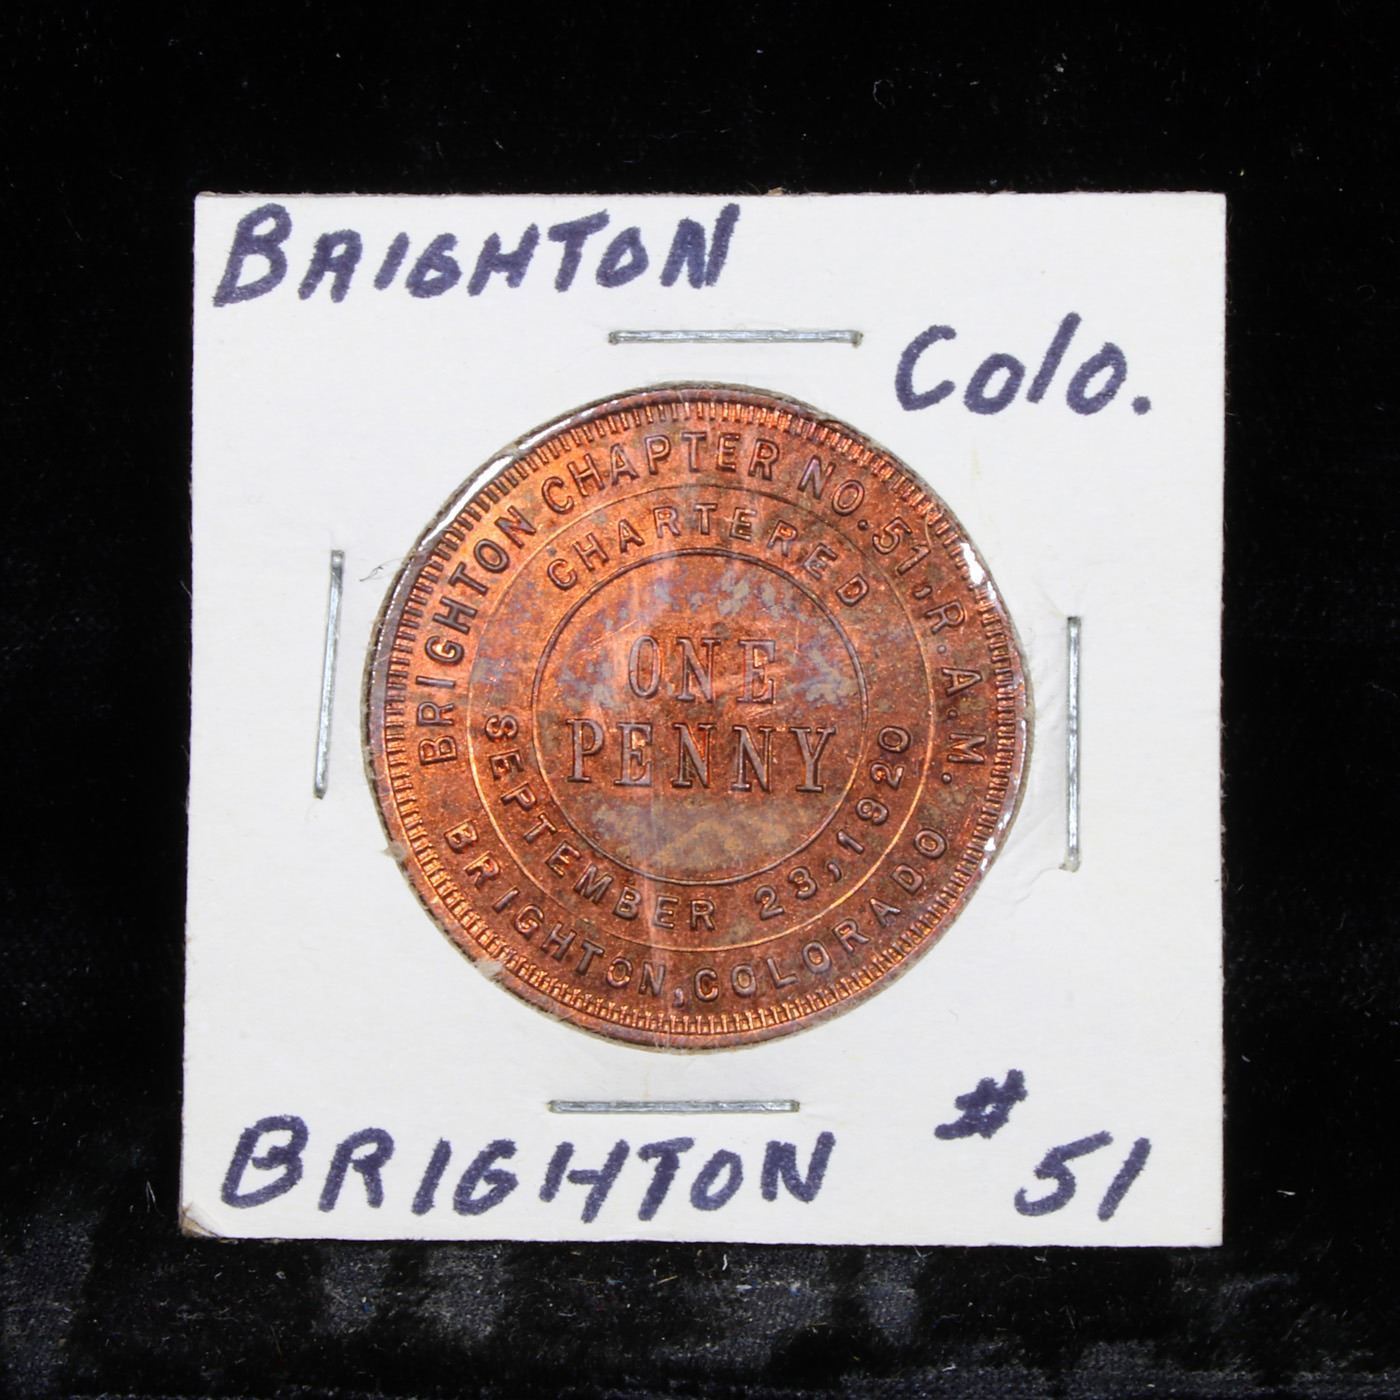 BRIGHTON
Colo.
BRIGHTON CHAPTER NO. 51, R.A.M.
CHARTERED
ONE
PENNY
SEPTEMBER 23, 1920
BRIGHTON, COLORADO
BRIGHTON #51